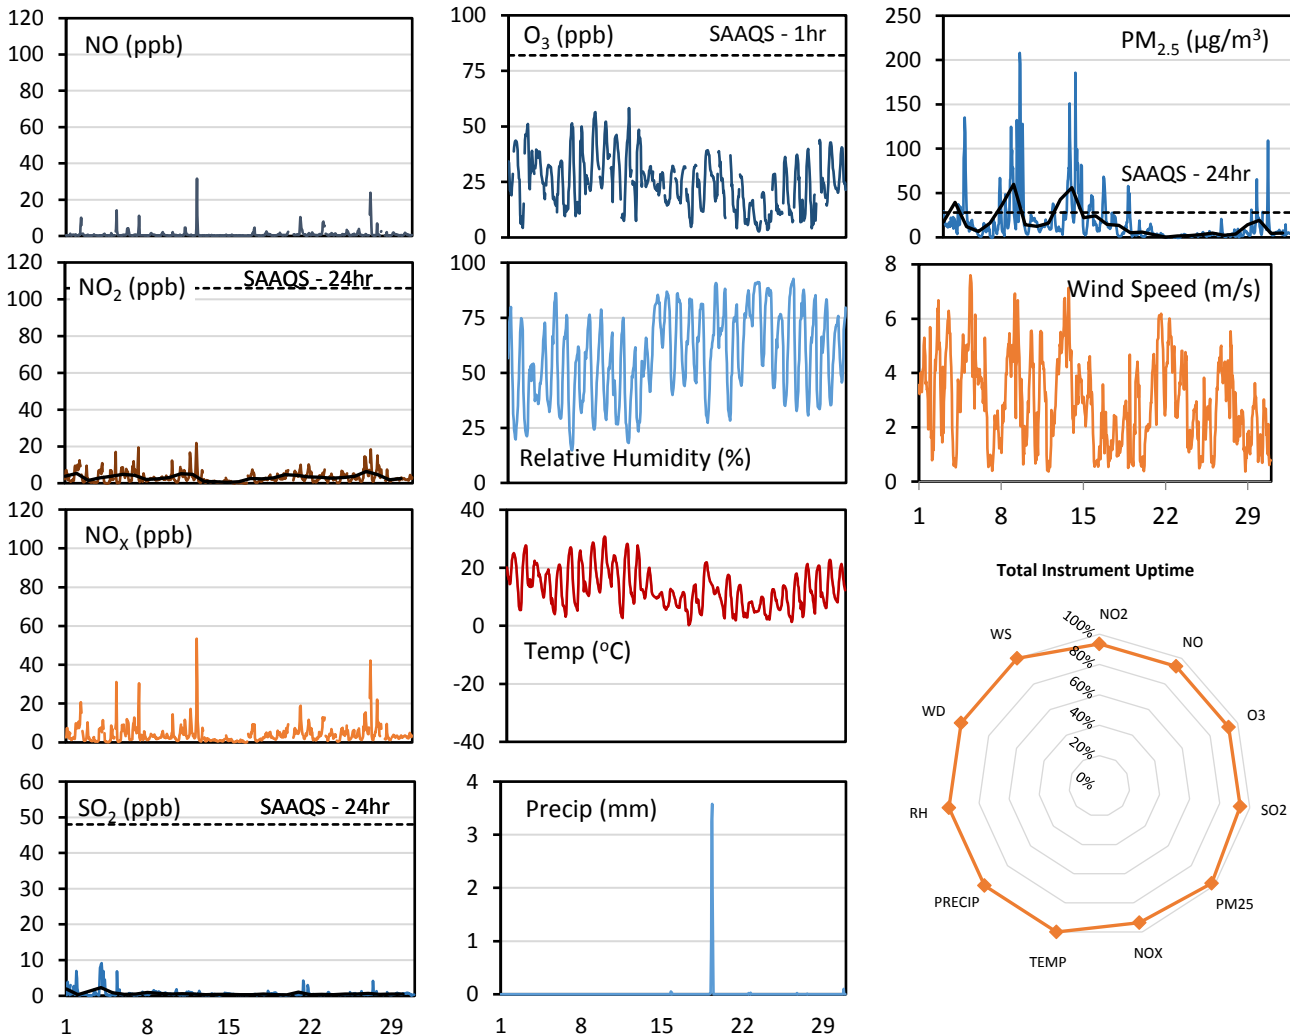 NO (ppb)
120
100
80
60
40
20
0
O3 (ppb)
SAAQS - 1hr
100
75
50
25
0
PM2.5 (µg/m³)
SAAQS - 24hr
250
200
150
100
50
0
NO2 (ppb)
SAAQS - 24hr
120
100
80
60
40
20
0
Relative Humidity (%)
100
75
50
25
0
Wind Speed (m/s)
8
6
4
2
0
1 8 15 22 29
NOX (ppb)
120
100
80
60
40
20
0
Temp (oC)
40
20
0
-20
-40
Total Instrument Uptime
NO2
NO
O3
SO2
PM25
NOX
TEMP
PRECIP
RH
WD
WS
100%
80%
60%
40%
20%
0%
SO2 (ppb)
SAAQS - 24hr
60
50
40
30
20
10
0
1 8 15 22 29
Precip (mm)
4
3
2
1
0
1 8 15 22 29